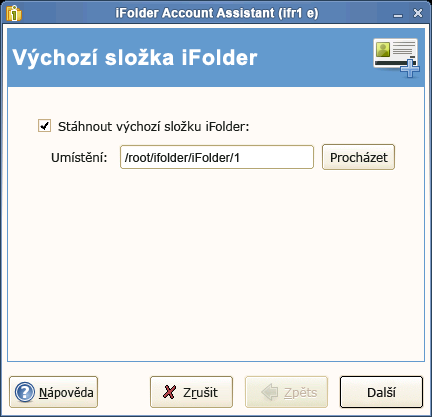 iFolder Account Assistant (ifr1 e)
Výchozí složka iFolder
Stáhnout výchozí složku iFolder:
Umístění: /root/ifolder/iFolder/1 Procházet
Nápověda Zrušit Zpěts Další